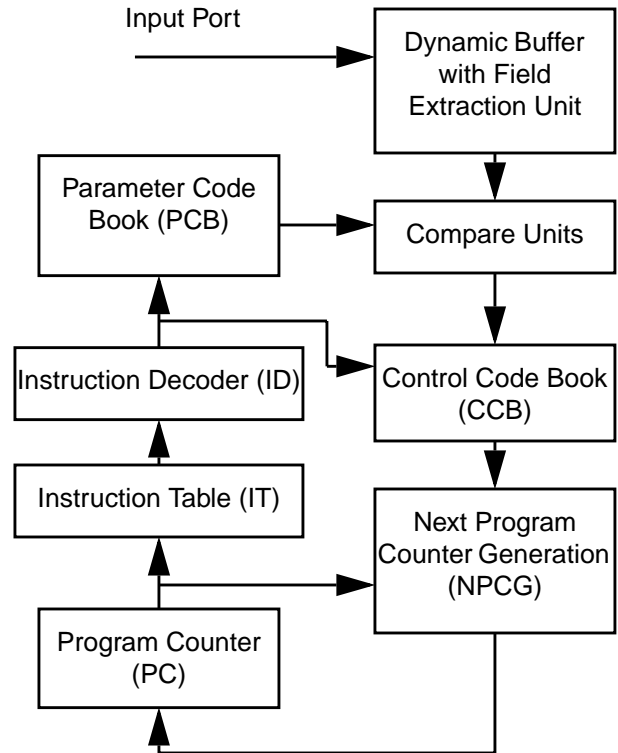 Input Port
Dynamic Buffer
with Field
Extraction Unit
Parameter Code
Book (PCB)
Compare Units
Instruction Decoder (ID)
Control Code Book
(CCB)
Instruction Table (IT)
Next Program
Counter Generation
(NPCG)
Program Counter
(PC)